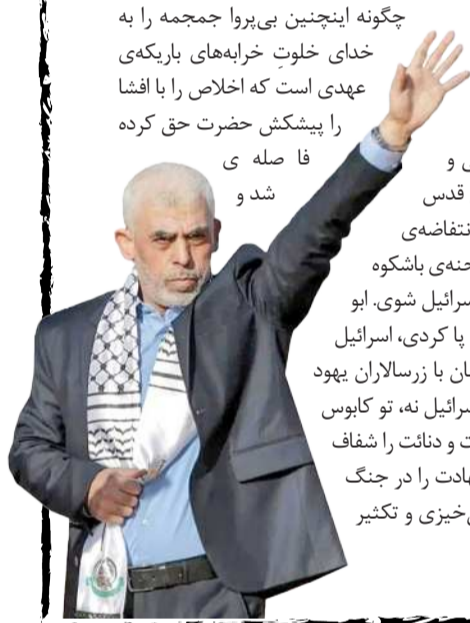 چگونه اینچنین بی‌پروا جمجمه را به
خدای خلوتِ خرابه‌های باریکه‌ی
عهدی است که اخلاص را با افشا
را پیشکش حضرت حق کرده
فا صله ی
شد و
ی و
قدس
نتفاضه‌ی
حنه‌ی باشکوه
سرائیل شوی. ابو
پا کردی، اسرائیل
ان با زرسالاران یهود
سرائیل نه، تو کابوس
ت و دنائت را شفاف
هادت را در جنگ
خیزی و تکثیر